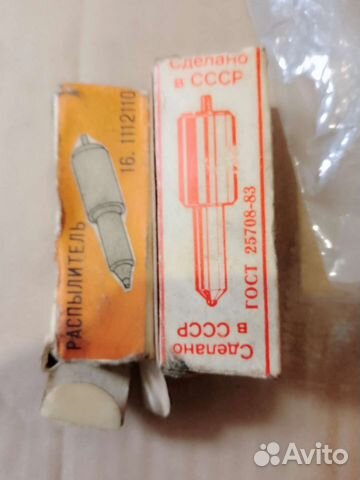 РАСПЫЛИТЕЛЬ
16. 1112110
Сделано
в СССР
ГОСТ 25708-83
Сделано
в СССР
Avito